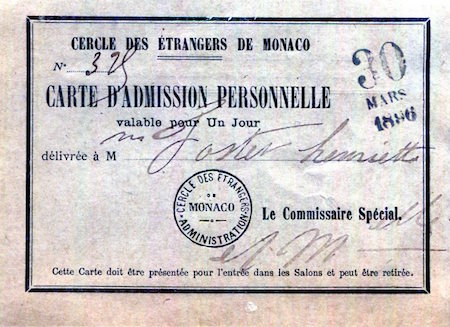 CERCLE DES ÉTRANGERS DE MONACO
N° 325
30
MARS
1896
CARTE D'ADMISSION PERSONNELLE
valable pour Un Jour
délivrée à M Foster Henriette
CERCLE DES ÉTRANGERS
DE
MONACO
ADMINISTRATION
Le Commissaire Spécial.
Cette Carte doit être présentée pour l'entrée dans les Salons et peut être retirée.